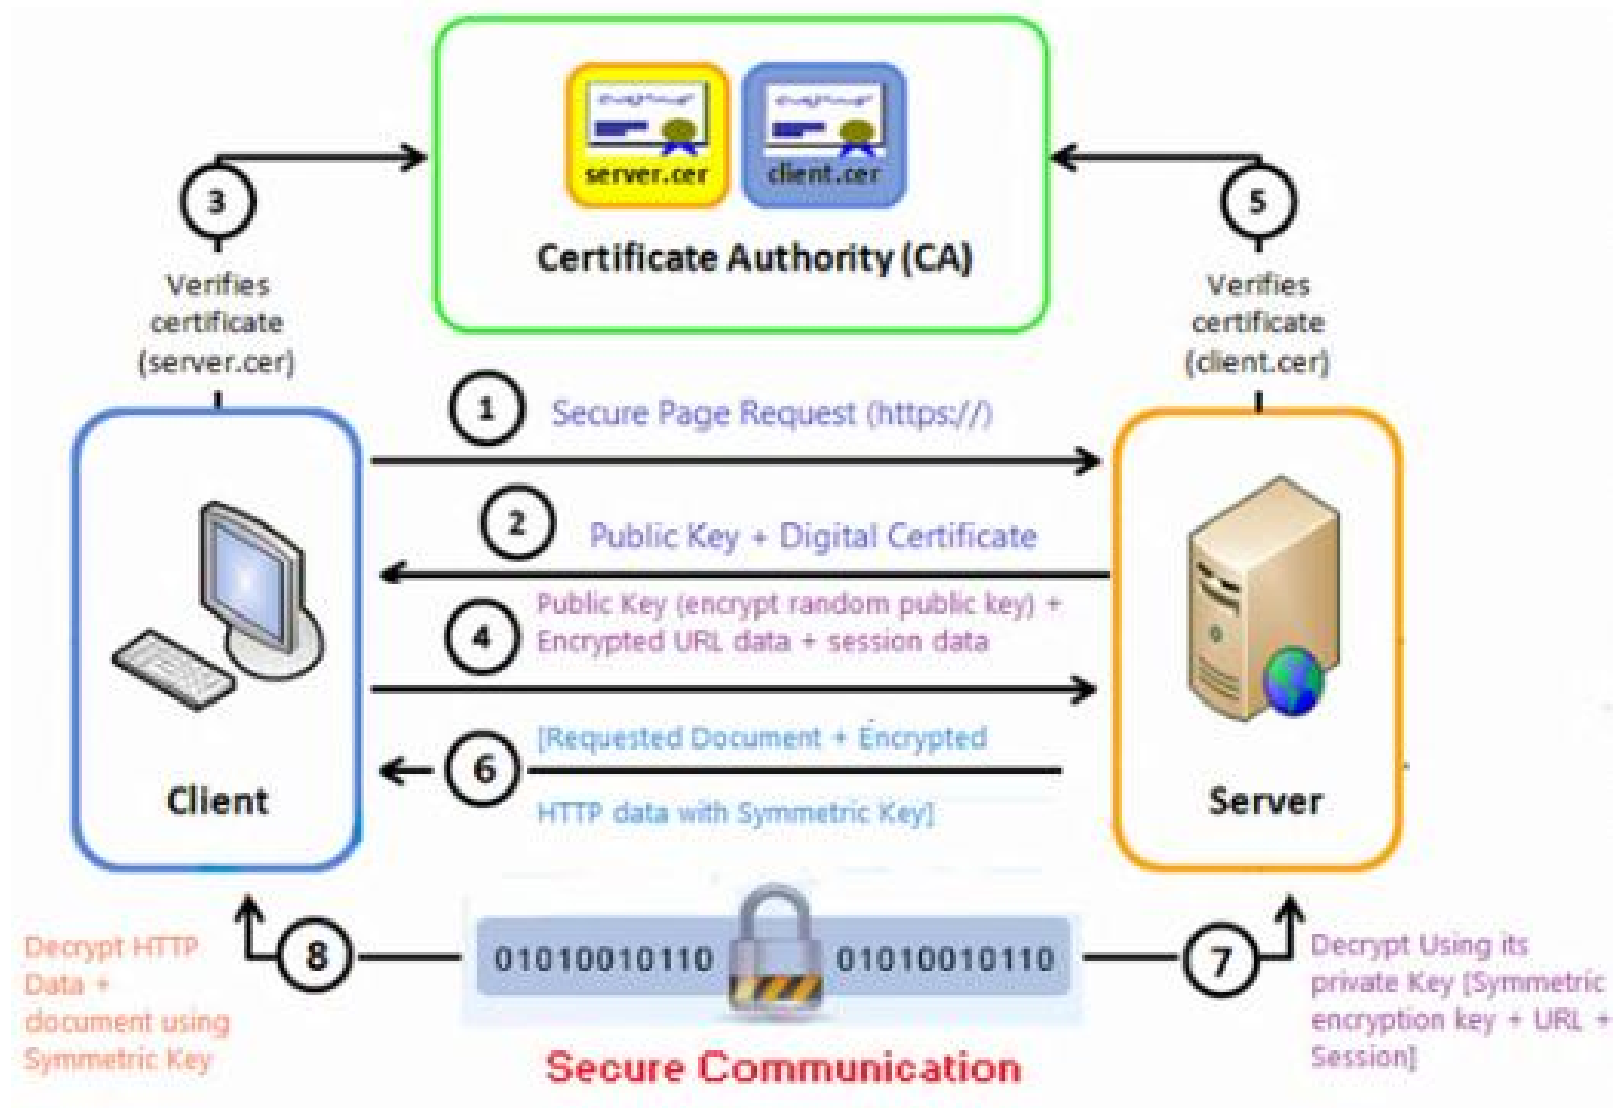 server.cer
client.cer
Certificate Authority (CA)
3
5
Verifies
certificate
(server.cer)
Verifies
certificate
(client.cer)
1
Secure Page Request (https://)
2
Public Key + Digital Certificate
4
Public Key (encrypt random public key) +
Encrypted URL data + session data
[Requested Document + Encrypted
6
HTTP data with Symmetric Key]
Client
Server
8
01010010110
01010010110
7
Decrypt HTTP
Data +
document using
Symmetric Key
Decrypt Using its
private Key [Symmetric
encryption key + URL +
Session]
Secure Communication